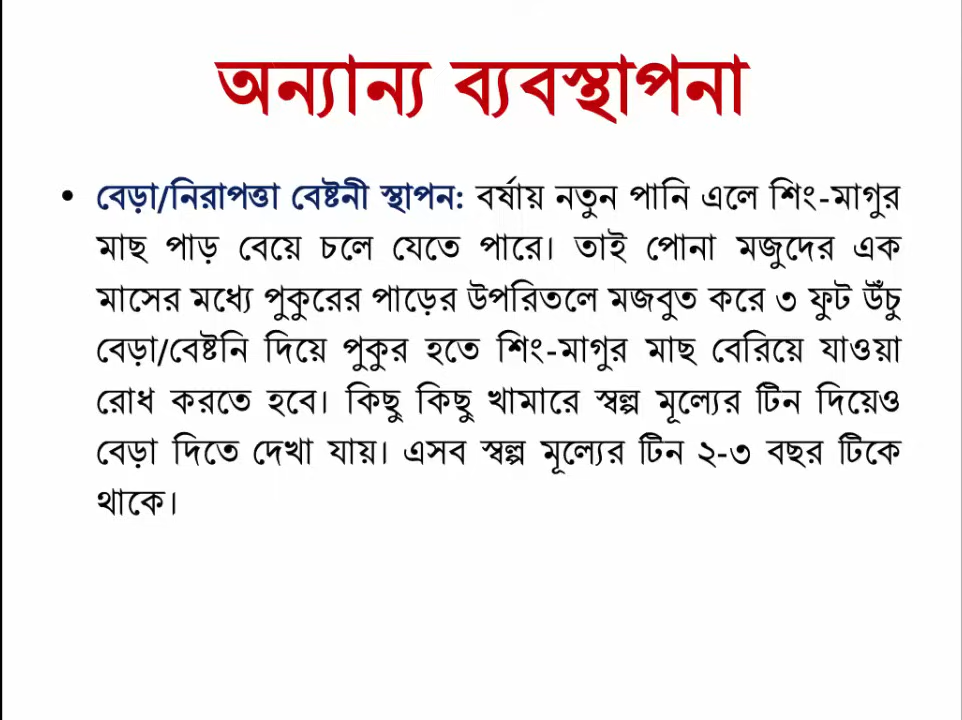 অন্যান্য ব্যবস্থাপনা
• বেড়া/নিরাপত্তা বেষ্টনী স্থাপন: বর্ষায় নতুন পানি এলে শিং-মাগুর
মাছ পাড় বেয়ে চলে যেতে পারে। তাই পোনা মজুদের এক
মাসের মধ্যে পুকুরের পাড়ের উপরিতলে মজবুত করে ৩ ফুট উঁচু
বেড়া/বেষ্টনি দিয়ে পুকুর হতে শিং-মাগুর মাছ বেরিয়ে যাওয়া
রোধ করতে হবে। কিছু কিছু খামারে স্বল্প মূল্যের টিন দিয়েও
বেড়া দিতে দেখা যায়। এসব স্বল্প মূল্যের টিন ২-৩ বছর টিকে
থাকে।